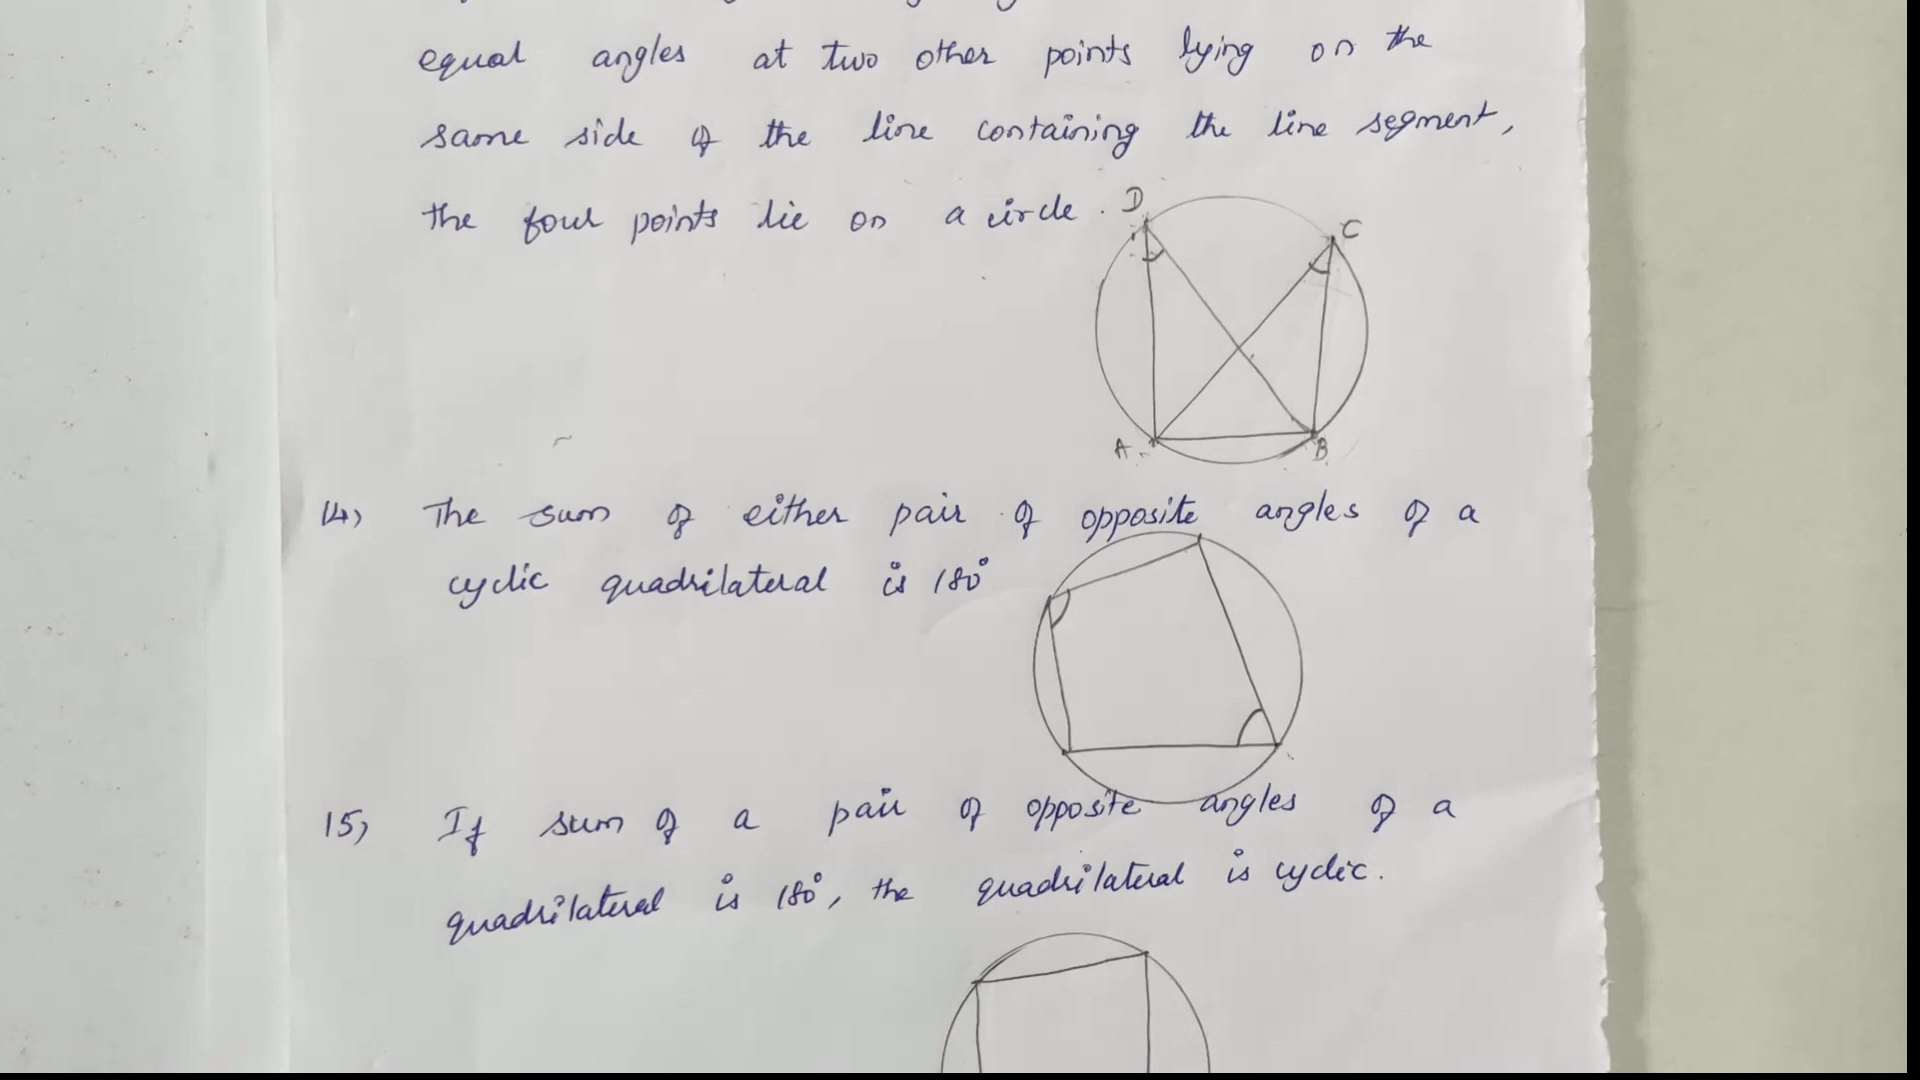 equal angles at two other points lying on the
same side of the line containing the line segment,
the four points lie on a circle.
D
C
A
B
14) The sum of either pair of opposite angles of a
cyclic quadrilateral is 180°
15) If sum of a pair of opposite angles of a
quadrilateral is 180°, the quadrilateral is cyclic.